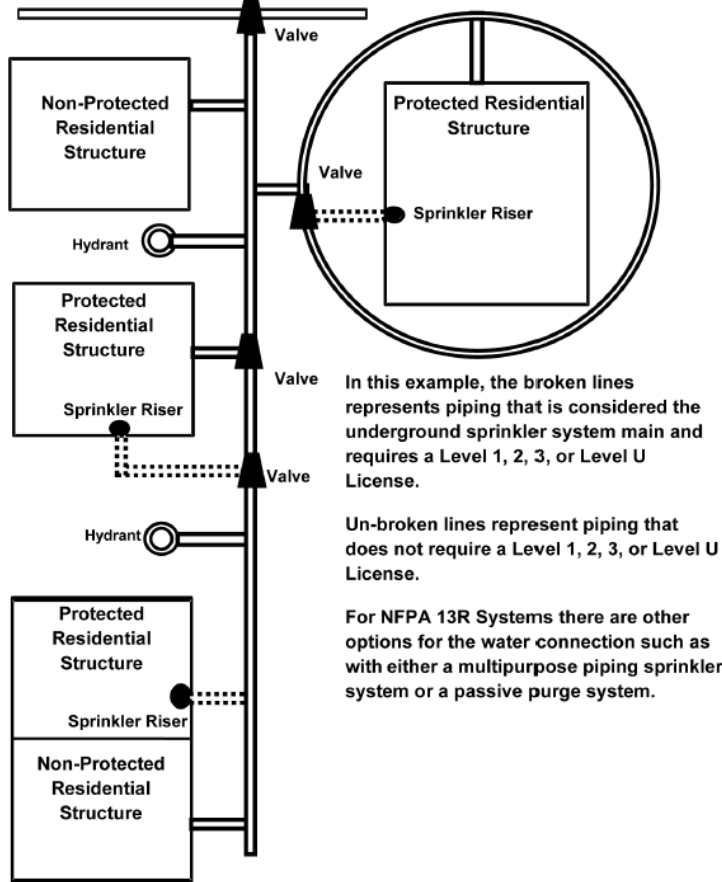 Valve
Non-Protected
Residential
Structure
Protected Residential
Structure
Valve
Sprinkler Riser
Hydrant
Protected
Residential
Structure
Sprinkler Riser
Valve
Valve
In this example, the broken lines
represents piping that is considered the
underground sprinkler system main and
requires a Level 1, 2, 3, or Level U
License.
Hydrant
Un-broken lines represent piping that
does not require a Level 1, 2, 3, or Level U
License.
Protected
Residential
Structure
Sprinkler Riser
For NFPA 13R Systems there are other
options for the water connection such as
with either a multipurpose piping sprinkler
system or a passive purge system.
Non-Protected
Residential
Structure